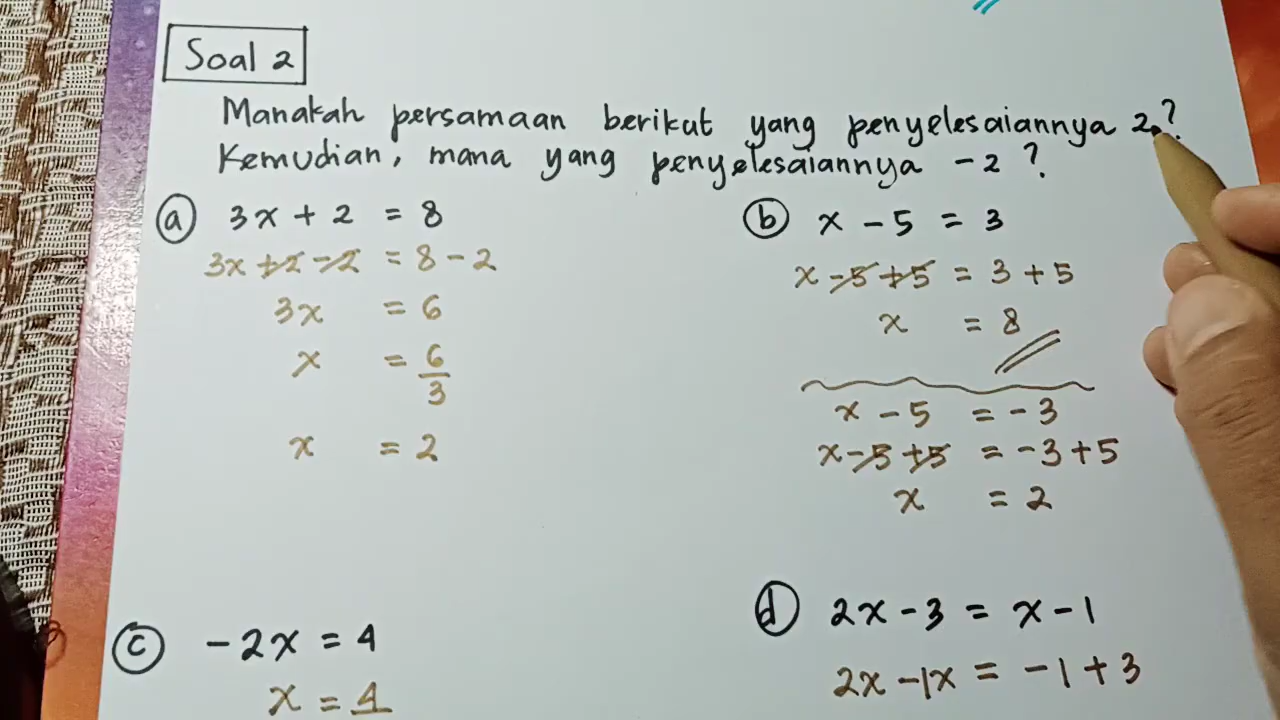 Soal 2
Manakah persamaan berikut yang penyelesaiannya 2?
Kemudian, mana yang penyelesaiannya -2 ?
a 3x + 2 = 8
3x +2 -2 = 8 - 2
3x = 6
x = 6/3
x = 2
b x - 5 = 3
x -5 +5 = 3 + 5
x = 8
x - 5 = -3
x -5 +5 = -3 + 5
x = 2
c -2x = 4
x = 4
d 2x - 3 = x - 1
2x -1x = -1 + 3